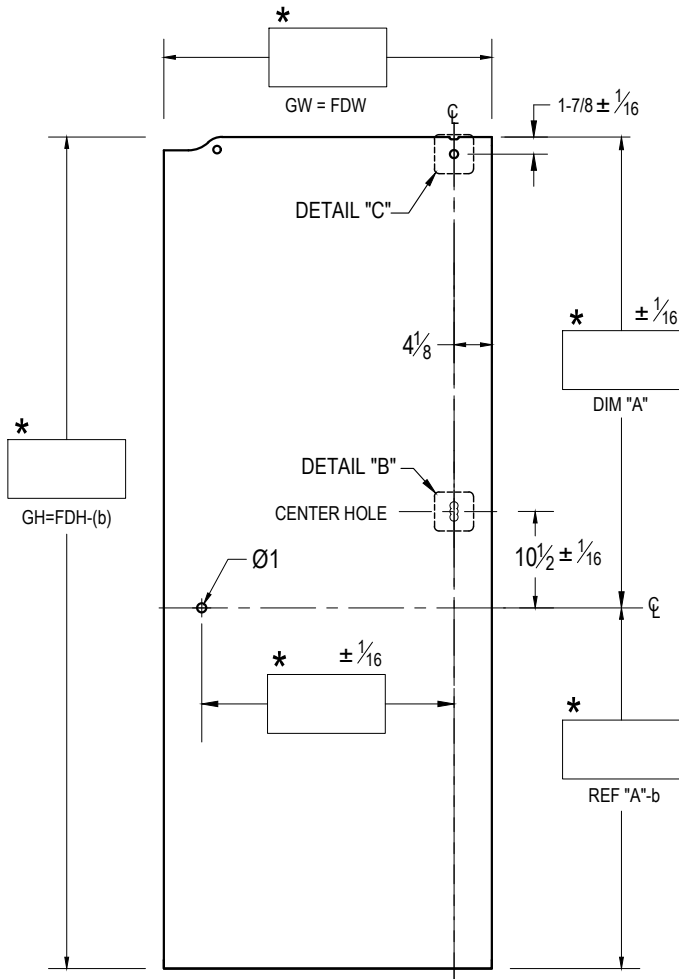 *
GW = FDW
℄
1-7/8 ± 1/16
DETAIL "C"
* ± 1/16
4 1/8
DIM "A"
*
DETAIL "B"
GH=FDH-(b)
CENTER HOLE
10 1/2 ± 1/16
Ø1
℄
* ± 1/16
*
REF "A"-b